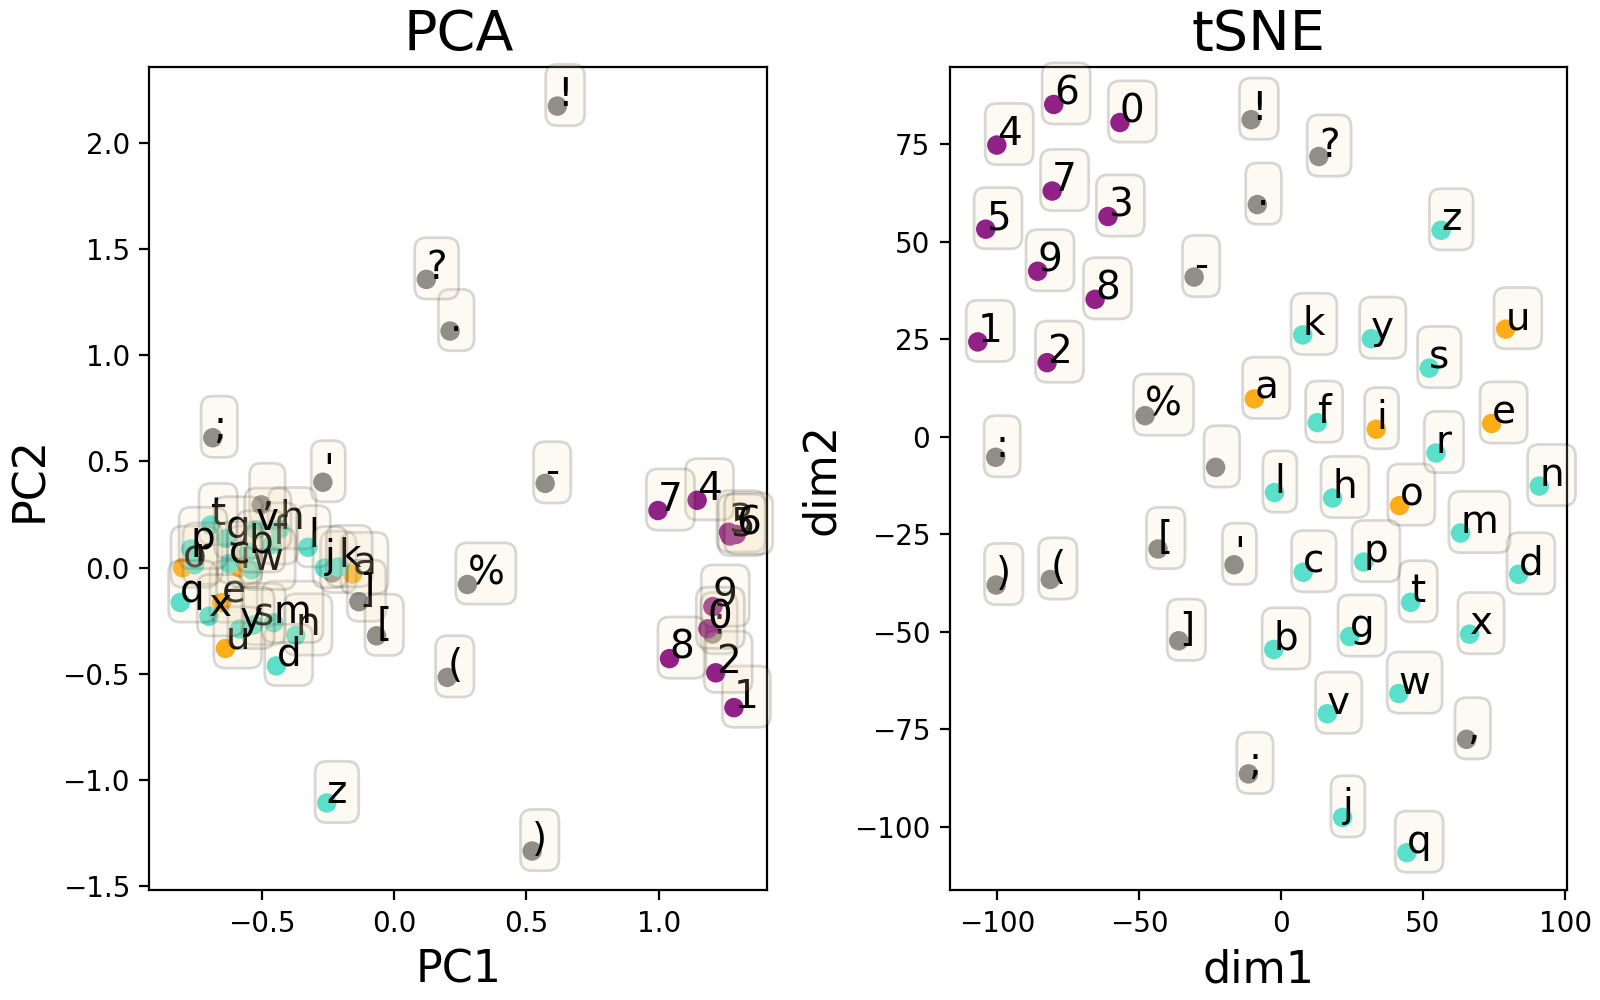 PCA
PC2
2.0
1.5
1.0
0.5
0.0
−0.5
−1.0
−1.5
−0.5
0.0
0.5
1.0
PC1
!
?
.
;
'
-
7
4
3
5
6
t
g
v
h
l
p
o
c
b
i
w
j
k
a
%
]
q
x
e
y
s
m
n
[
u
d
(
9
0
:
8
2
1
z
)
tSNE
dim2
75
50
25
0
−25
−50
−75
−100
−100
−50
0
50
100
dim1
6
0
!
4
?
7
3
.
5
z
9
-
8
1
2
k
y
u
s
%
a
f
i
e
:
r
l
h
o
n
[
'
m
)
(
c
p
d
t
]
b
g
x
w
v
,
;
j
q